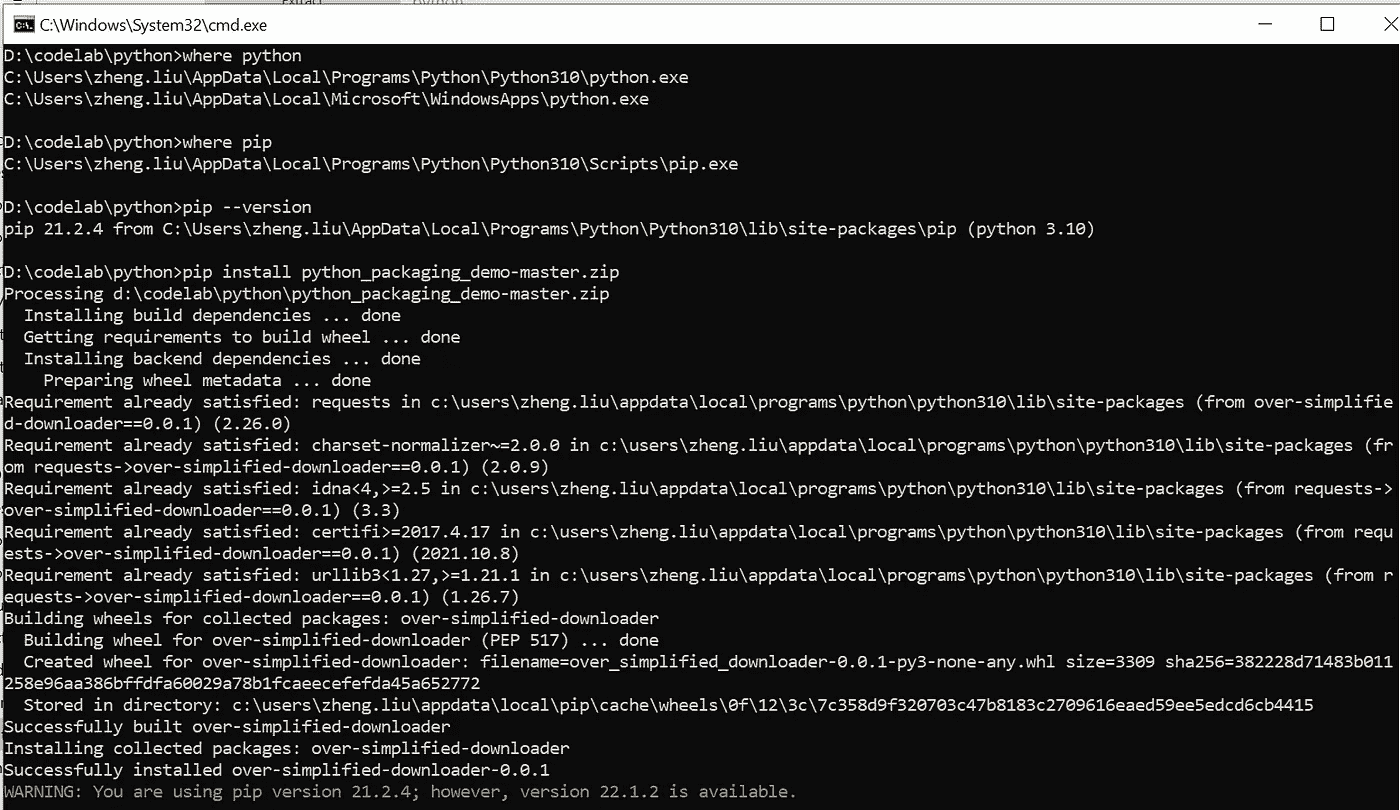 Extract
python
C:\Windows\System32\cmd.exe
D:\codelab\python>where python
C:\Users\zheng.liu\AppData\Local\Programs\Python\Python310\python.exe
C:\Users\zheng.liu\AppData\Local\Microsoft\WindowsApps\python.exe
D:\codelab\python>where pip
C:\Users\zheng.liu\AppData\Local\Programs\Python\Python310\Scripts\pip.exe
D:\codelab\python>pip --version
pip 21.2.4 from C:\Users\zheng.liu\AppData\Local\Programs\Python\Python310\lib\site-packages\pip (python 3.10)
D:\codelab\python>pip install python_packaging_demo-master.zip
Processing d:\codelab\python\python_packaging_demo-master.zip
  Installing build dependencies ... done
  Getting requirements to build wheel ... done
  Installing backend dependencies ... done
    Preparing wheel metadata ... done
Requirement already satisfied: requests in c:\users\zheng.liu\appdata\local\programs\python\python310\lib\site-packages (from over-simplifie
d-downloader==0.0.1) (2.26.0)
Requirement already satisfied: charset-normalizer~=2.0.0 in c:\users\zheng.liu\appdata\local\programs\python\python310\lib\site-packages (fr
om requests->over-simplified-downloader==0.0.1) (2.0.9)
Requirement already satisfied: idna<4,>=2.5 in c:\users\zheng.liu\appdata\local\programs\python\python310\lib\site-packages (from requests->
over-simplified-downloader==0.0.1) (3.3)
Requirement already satisfied: certifi>=2017.4.17 in c:\users\zheng.liu\appdata\local\programs\python\python310\lib\site-packages (from requ
ests->over-simplified-downloader==0.0.1) (2021.10.8)
Requirement already satisfied: urllib3<1.27,>=1.21.1 in c:\users\zheng.liu\appdata\local\programs\python\python310\lib\site-packages (from r
equests->over-simplified-downloader==0.0.1) (1.26.7)
Building wheels for collected packages: over-simplified-downloader
  Building wheel for over-simplified-downloader (PEP 517) ... done
  Created wheel for over-simplified-downloader: filename=over_simplified_downloader-0.0.1-py3-none-any.whl size=3309 sha256=382228d71483b011
258e96aa386bffdfa60029a78b1fcaeecefefda45a652772
  Stored in directory: c:\users\zheng.liu\appdata\local\pip\cache\wheels\0f\12\3c\7c358d9f320703c47b8183c2709616eaed59ee5edcd6cb4415
Successfully built over-simplified-downloader
Installing collected packages: over-simplified-downloader
Successfully installed over-simplified-downloader-0.0.1
WARNING: You are using pip version 21.2.4; however, version 22.1.2 is available.